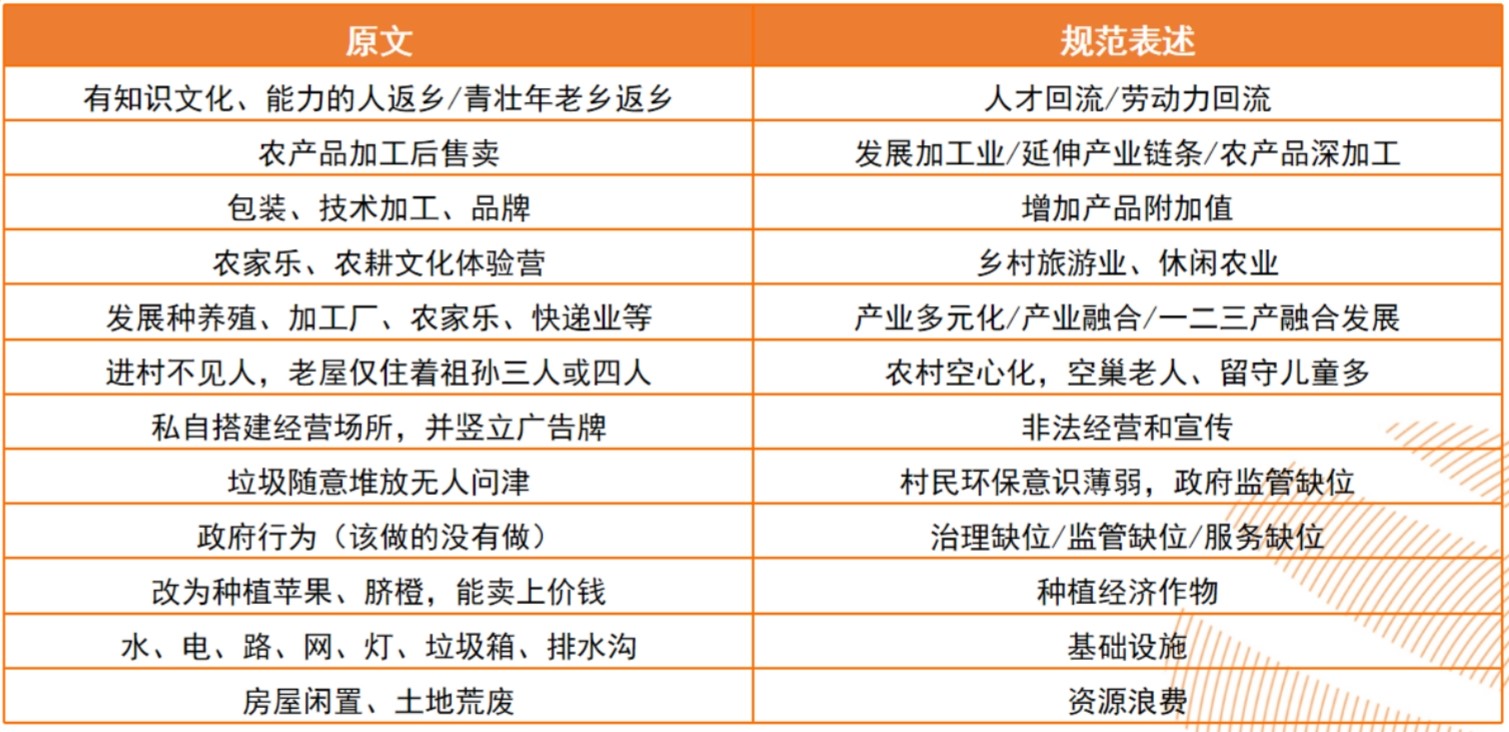 原文 规范表述
有知识文化、能力的人返乡/青壮年老乡返乡 人才回流/劳动力回流
农产品加工后售卖 发展加工业/延伸产业链条/农产品深加工
包装、技术加工、品牌 增加产品附加值
农家乐、农耕文化体验营 乡村旅游业、休闲农业
发展种养殖、加工厂、农家乐、快递业等 产业多元化/产业融合/一二三产融合发展
进村不见人，老屋仅住着祖孙三人或四人 农村空心化，空巢老人、留守儿童多
私自搭建经营场所，并竖立广告牌 非法经营和宣传
垃圾随意堆放无人问津 村民环保意识薄弱，政府监管缺位
政府行为（该做的没有做） 治理缺位/监管缺位/服务缺位
改为种植苹果、脐橙，能卖上价钱 种植经济作物
水、电、路、网、灯、垃圾箱、排水沟 基础设施
房屋闲置、土地荒废 资源浪费